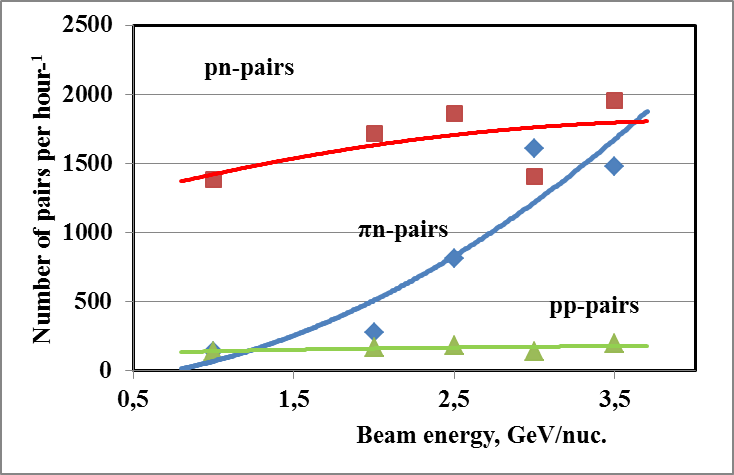 2500
2000
1500
1000
500
0
Number of pairs per hour-¹
pn-pairs
πn-pairs
pp-pairs
0,5
1,5
2,5
3,5
Beam energy, GeV/nuc.